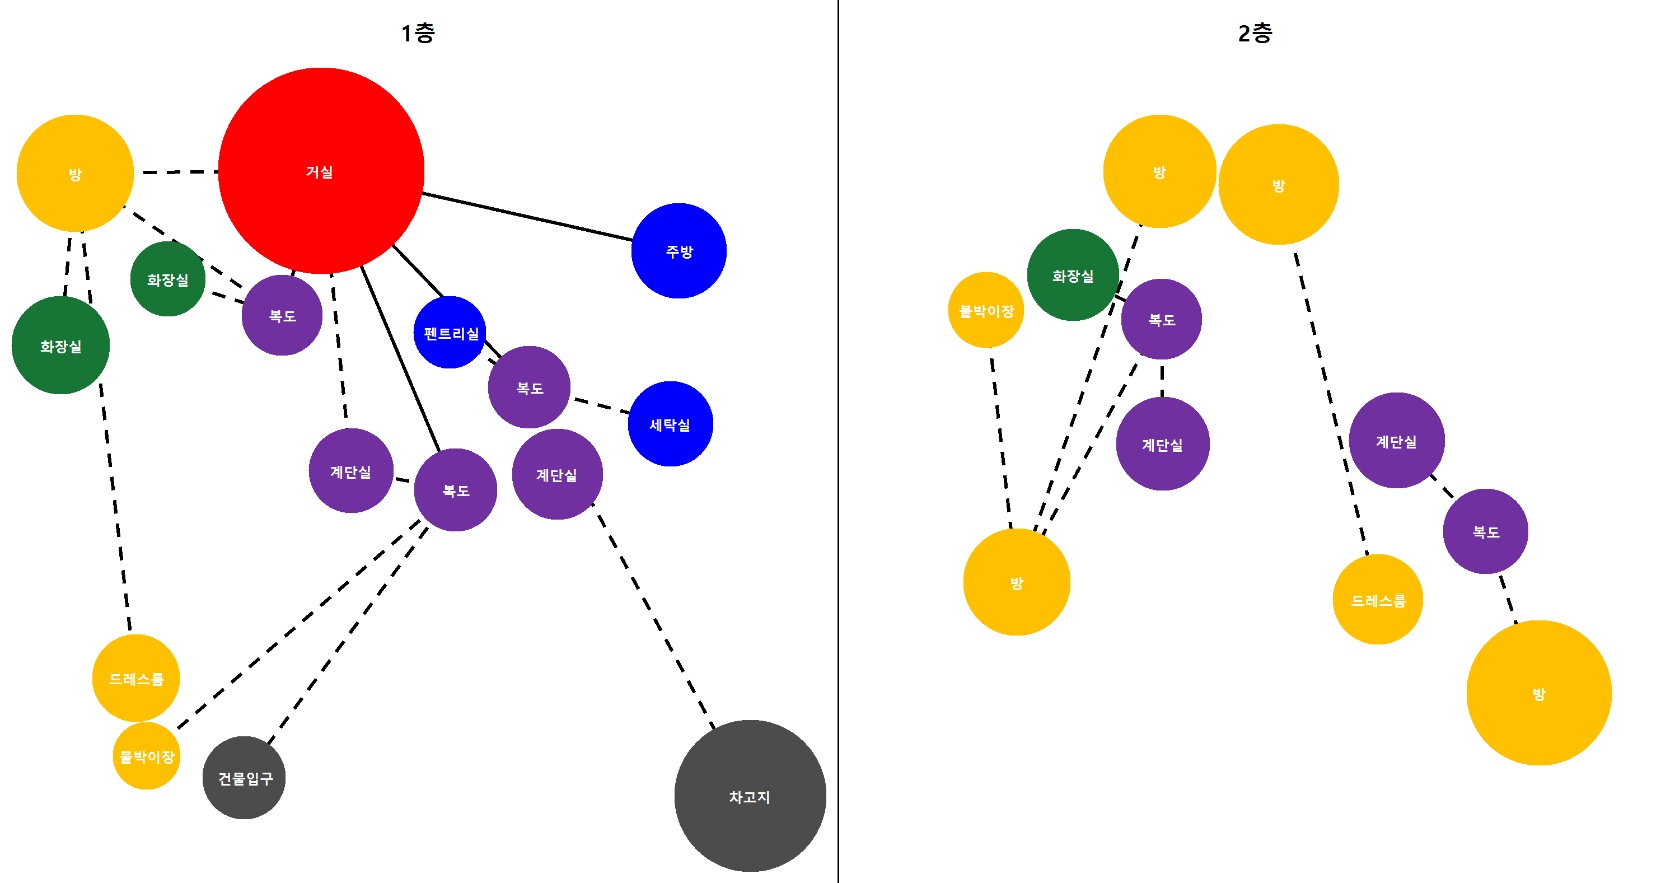 1층
거실
방
주방
화장실
복도
펜트리실
화장실
복도
세탁실
계단실
계단실
복도
드레스룸
붙박이장
건물입구
차고지
2층
방
방
화장실
붙박이장
복도
계단실
계단실
복도
방
드레스룸
방